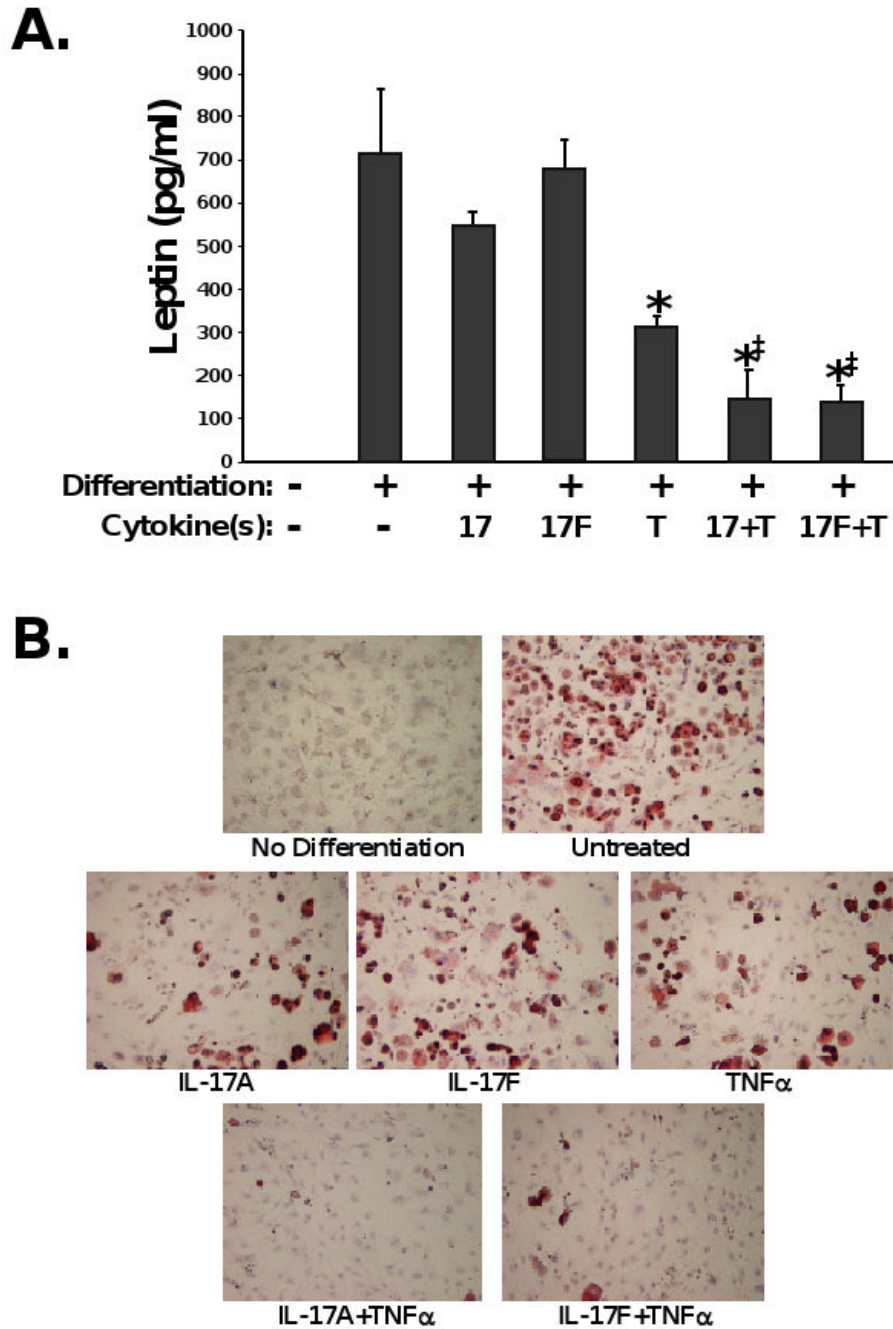 A.
Leptin (pg/ml)
1000
900
800
700
600
500
400
300
200
100
0
* *‡ *‡
Differentiation: - + + + + + +
Cytokine(s): - - 17 17F T 17+T 17F+T
B.
No Differentiation Untreated
IL-17A IL-17F TNFα
IL-17A+TNFα IL-17F+TNFα